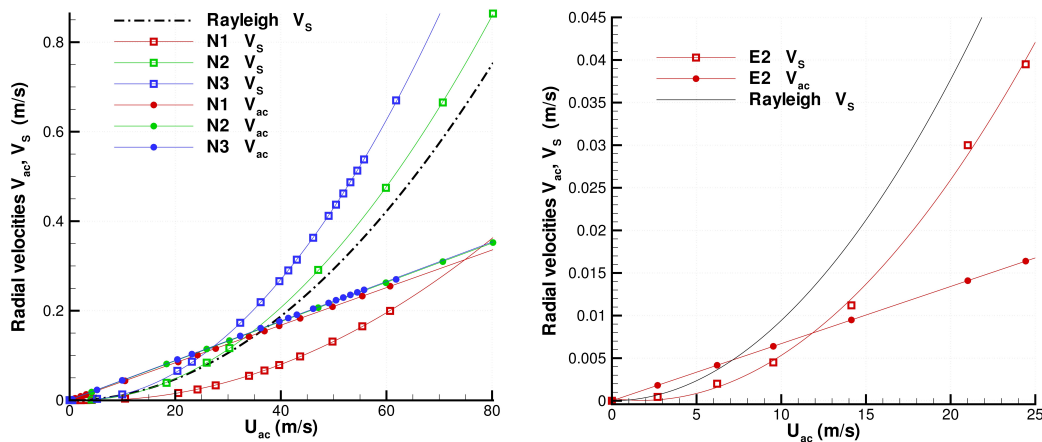 Rayleigh V_S
N1 V_S
N2 V_S
N3 V_S
N1 V_ac
N2 V_ac
N3 V_ac
Radial velocities V_ac, V_S (m/s)
0.8
0.6
0.4
0.2
0
0 20 40 60 80
U_ac (m/s)
E2 V_S
E2 V_ac
Rayleigh V_S
Radial velocities V_ac, V_S (m/s)
0.045
0.04
0.035
0.03
0.025
0.02
0.015
0.01
0.005
0
0 5 10 15 20 25
U_ac (m/s)